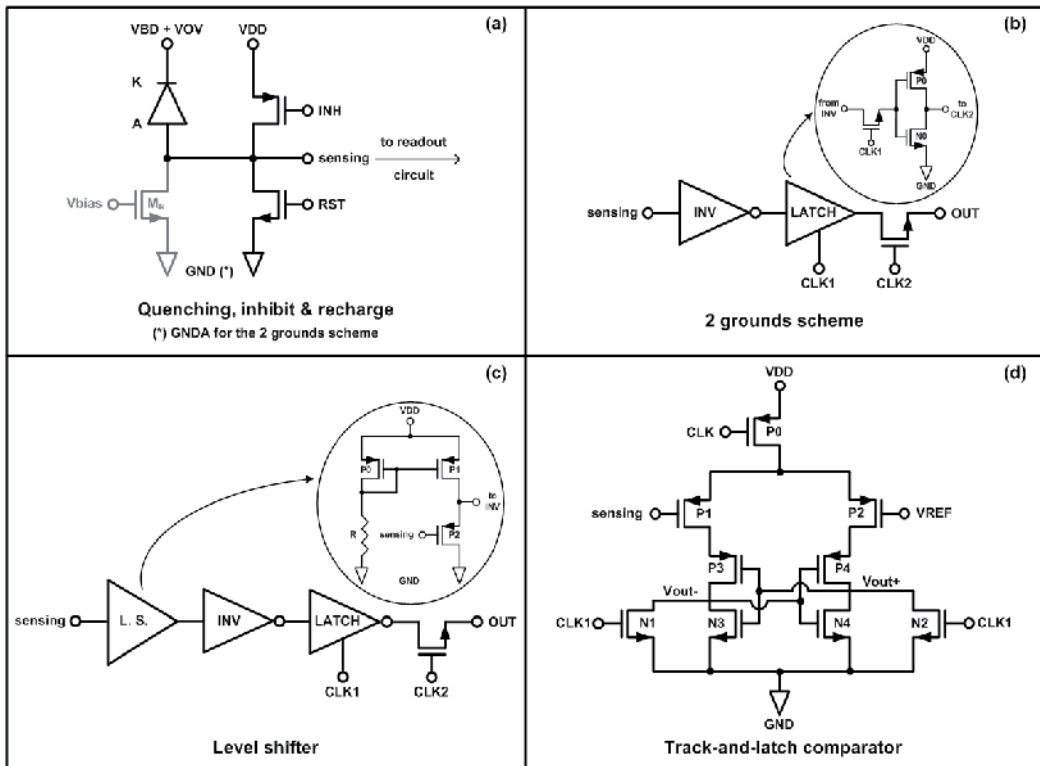 (a)
VBD + VOV
VDD
K
A
INH
sensing
to readout
circuit
Vbias
MN
RST
GND (*)
Quenching, inhibit & recharge
(*) GNDA for the 2 grounds scheme
(b)
VDD
P0
from
INV
to
CLK2
CLK1
N0
GND
sensing
INV
LATCH
OUT
CLK1
CLK2
2 grounds scheme
(c)
VDD
P0
P1
to
INV
R
sensing
P2
GND
sensing
L. S.
INV
LATCH
OUT
CLK1
CLK2
Level shifter
(d)
VDD
CLK
P0
sensing
P1
P2
VREF
P3
P4
Vout-
Vout+
CLK1
N1
N3
N4
N2
CLK1
GND
Track-and-latch comparator